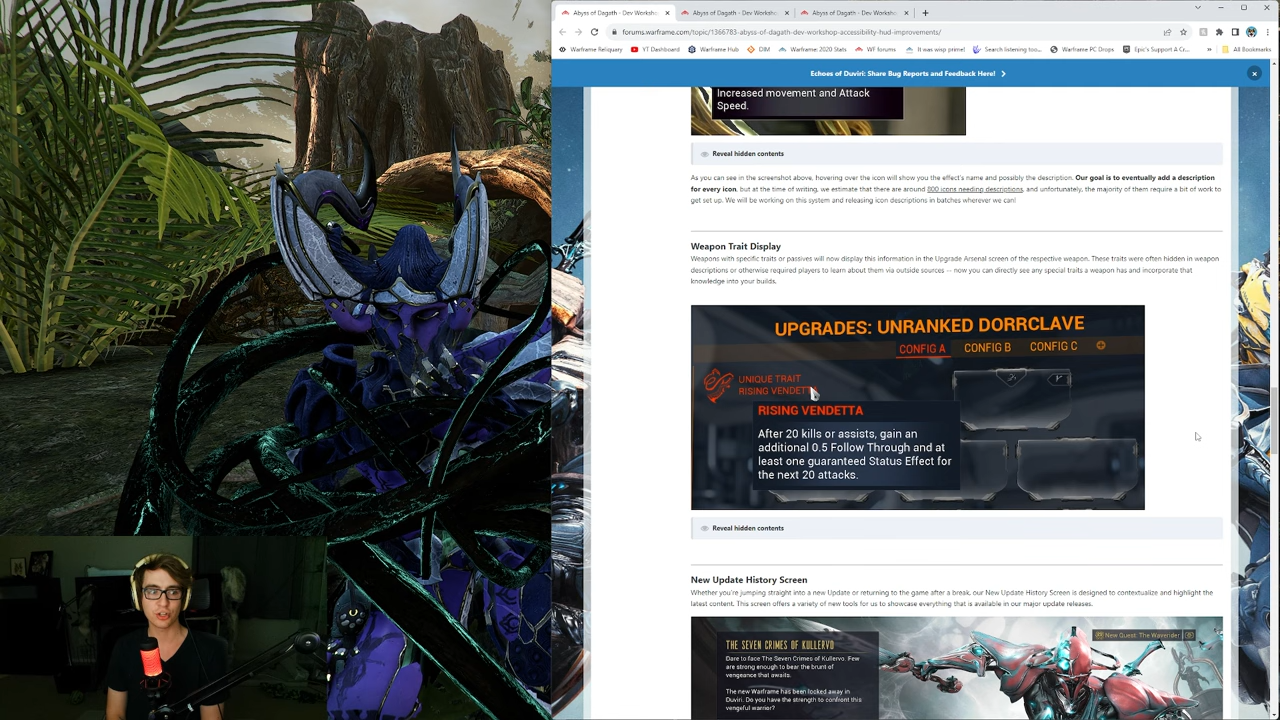 Abyss of Dagath - Dev Worksho
Abyss of Dagath - Dev Worksho
Abyss of Dagath - Dev Worksho
forums.warframe.com/topic/1366783-abyss-of-dagath-dev-workshop-accessibility-hud-improvements/
Warframe Reliquary
YT Dashboard
Warframe Hub
DIM
Warframe: 2020 Stats
WF forums
It was wisp prime!
Search listening too...
Warframe PC Drops
Epic's Support A Cr...
All Bookmarks
Echoes of Duviri: Share Bug Reports and Feedback Here!
Increased movement and Attack
Speed.
Reveal hidden contents
As you can see in the screenshot above, hovering over the icon will show you the effect's name and possibly the description. Our goal is to eventually add a description
for every icon, but at the time of writing, we estimate that there are around 800 icons needing descriptions, and unfortunately, the majority of them require a bit of work to
get set up. We will be working on this system and releasing icon descriptions in batches wherever we can!
Weapon Trait Display
Weapons with specific traits or passives will now display this information in the Upgrade Arsenal screen of the respective weapon. These traits were often hidden in weapon
descriptions or otherwise required players to learn about them via outside sources -- now you can directly see any special traits a weapon has and incorporate that
knowledge into your builds.
UPGRADES: UNRANKED DORRCLAVE
CONFIG A CONFIG B CONFIG C
UNIQUE TRAIT
RISING VENDETTA
RISING VENDETTA
After 20 kills or assists, gain an
additional 0.5 Follow Through and at
least one guaranteed Status Effect for
the next 20 attacks.
Reveal hidden contents
New Update History Screen
Whether you're jumping straight into a new Update or returning to the game after a break, our New Update History Screen is designed to contextualize and highlight the
latest content. This screen offers a variety of new tools for us to showcase everything that is available in our major update releases.
THE SEVEN CRIMES OF KULLERVO
New Quest: The Waverider
Dare to face The Seven Crimes of Kullervo. Few
are strong enough to bear the brunt of
vengeance that awaits.
The new Warframe has been locked away in
Duviri. Do you have the strength to confront this
vengeful warrior?